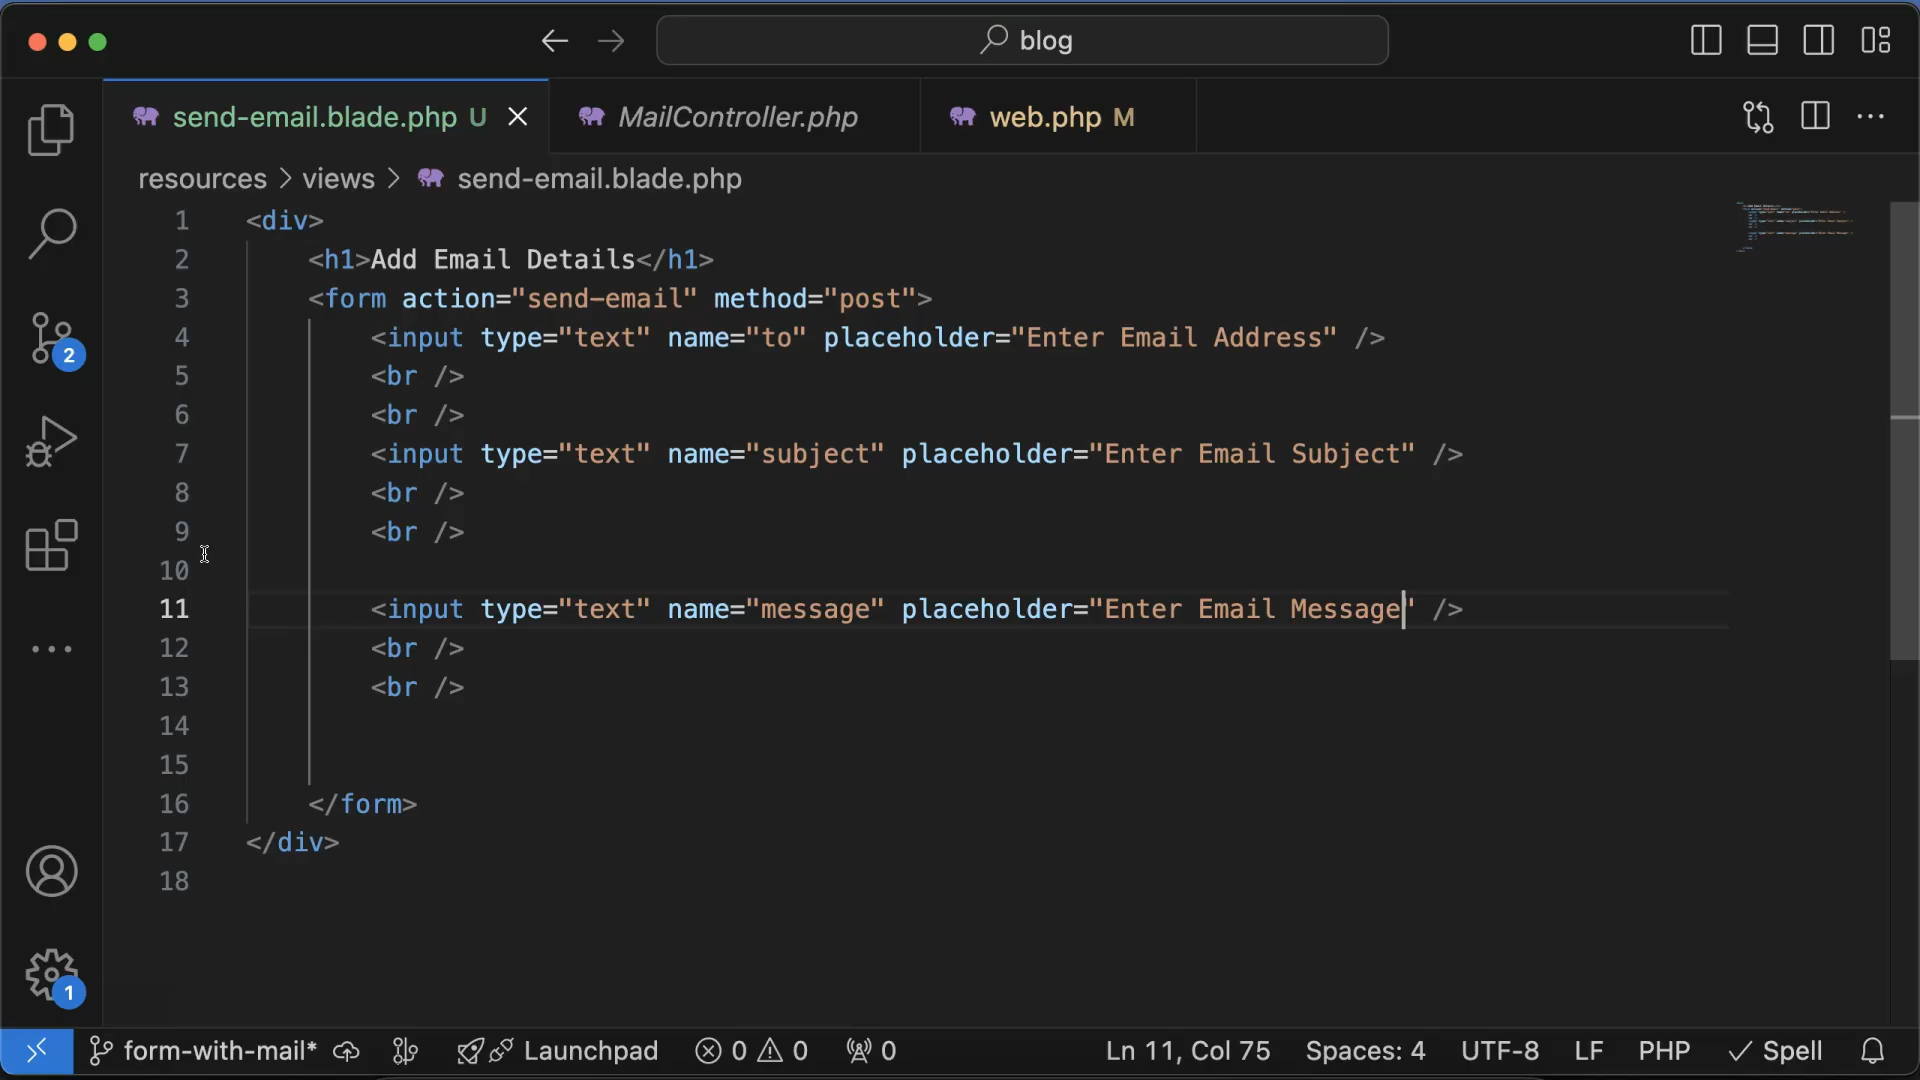 blog
send-email.blade.php U
MailController.php
web.php M
resources > views > send-email.blade.php
1 <div>
2 <h1>Add Email Details</h1>
3 <form action="send-email" method="post">
4 <input type="text" name="to" placeholder="Enter Email Address" />
5 <br />
6 <br />
7 <input type="text" name="subject" placeholder="Enter Email Subject" />
8 <br />
9 <br />
10
11 <input type="text" name="message" placeholder="Enter Email Message" />
12 <br />
13 <br />
14
15
16 </form>
17 </div>
18
2
1
form-with-mail* Launchpad 0 0 0 Ln 11, Col 75 Spaces: 4 UTF-8 LF PHP Spell